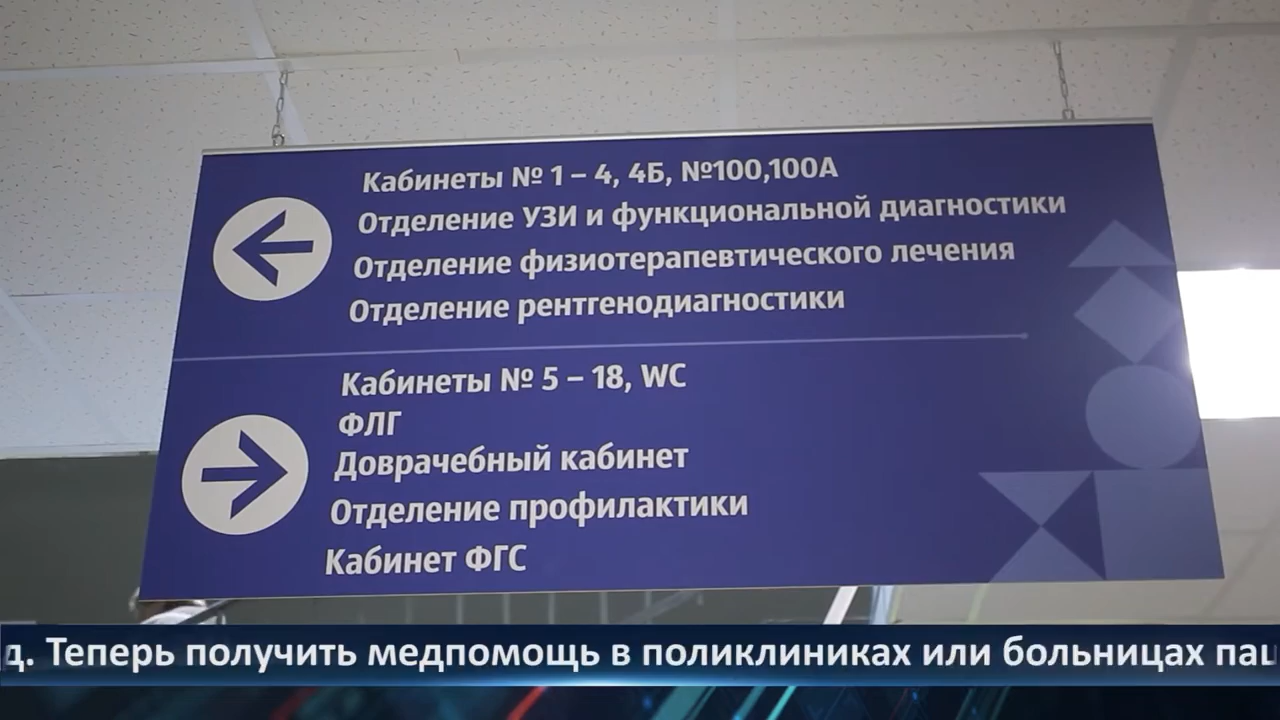 Кабинеты № 1 – 4, 4Б, №100,100А
Отделение УЗИ и функциональной диагностики
Отделение физиотерапевтического лечения
Отделение рентгенодиагностики
Кабинеты № 5 – 18, WC
ФЛГ
Доврачебный кабинет
Отделение профилактики
Кабинет ФГС
д. Теперь получить медпомощь в поликлиниках или больницах пац